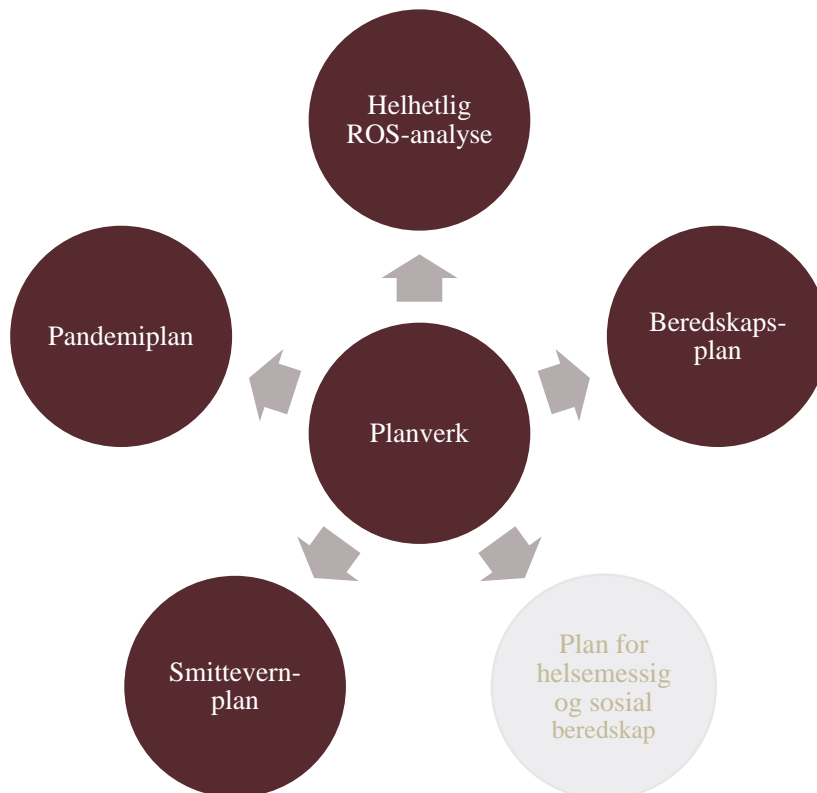 Helhetlig
ROS-analyse
Pandemiplan
Beredskaps-
plan
Planverk
Smittevern-
plan
Plan for
helsemessig
og sosial
beredskap